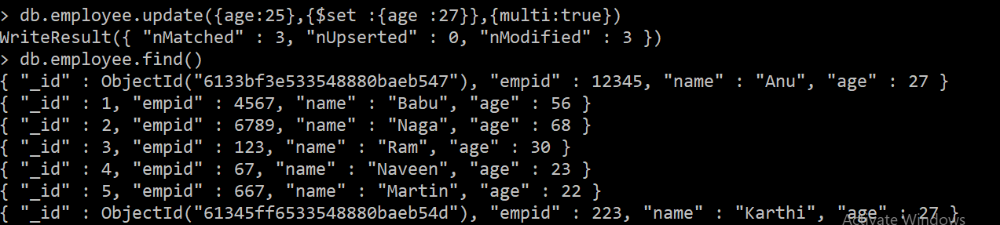 > db.employee.update({age:25},{$set :{age :27}},{multi:true})
WriteResult({ "nMatched" : 3, "nUpserted" : 0, "nModified" : 3 })
> db.employee.find()
{ "_id" : ObjectId("6133bf3e533548880baeb547"), "empid" : 12345, "name" : "Anu", "age" : 27 }
{ "_id" : 1, "empid" : 4567, "name" : "Babu", "age" : 56 }
{ "_id" : 2, "empid" : 6789, "name" : "Naga", "age" : 68 }
{ "_id" : 3, "empid" : 123, "name" : "Ram", "age" : 30 }
{ "_id" : 4, "empid" : 67, "name" : "Naveen", "age" : 23 }
{ "_id" : 5, "empid" : 667, "name" : "Martin", "age" : 22 }
{ "_id" : ObjectId("61345ff6533548880baeb54d"), "empid" : 223, "name" : "Karthi", "age" : 27 }
Activate Windows